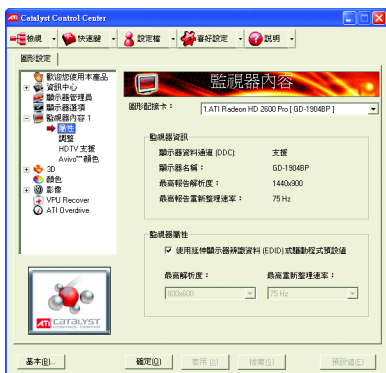 ATI Catalyst Control Center
檢視 快速鍵 設定檔 喜好設定 說明
圖形設定
歡迎您使用本產品
資訊中心
顯示器管理員
顯示器選項
監視器內容 1
屬性
調整
HDTV 支援
Avivo™ 顏色
3D
顏色
影像
VPU Recover
ATI Overdrive
監視器內容
圖形配接卡： 1.ATI Radeon HD 2600 Pro [ GD-1904BP ]
監視器資訊
顯示器資料通道 (DDC): 支援
顯示器名稱： GD-1904BP
最高報告解析度： 1440x900
最高報告重新整理速率： 75 Hz
監視器屬性
使用延伸顯示器辨識資料 (EDID) 或驅動程式預設值
最高解析度： 最高重新整理速率：
800x600 75 Hz
ATI CATALYST
CONTROL CENTER
基本(B)... 確定(O) 套用(A) 捨棄(S) 預設值(E)